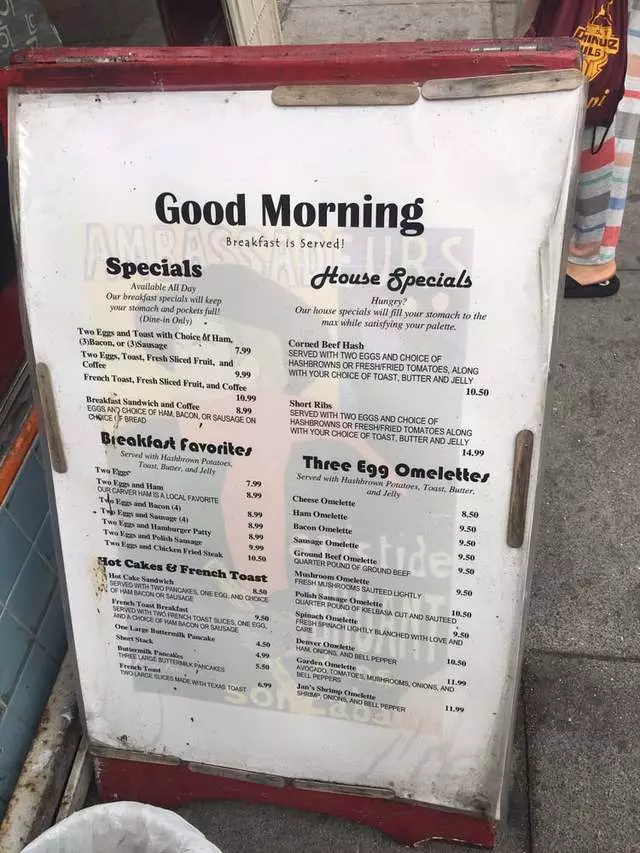 Good Morning
Breakfast is Served!
AMBASSADEURS
Specials
Available All Day
Our breakfast specials will keep
your stomach and pockets full!
(Dine-in Only)
Two Eggs and Toast with Choice of Ham,
(3)Bacon, or (3)Sausage 7.99
Two Eggs, Toast, Fresh Sliced Fruit, and
Coffee 9.99
French Toast, Fresh Sliced Fruit, and Coffee
10.99
Breakfast Sandwich and Coffee 8.99
EGGS AND CHOICE OF HAM, BACON, OR SAUSAGE ON
CHOICE OF BREAD
Breakfast Favorites
Served with Hashbrown Potatoes,
Toast, Butter, and Jelly
Two Eggs 7.99
Two Eggs and Ham 8.99
OUR CARVER HAM IS A LOCAL FAVORITE
Two Eggs and Bacon (4) 8.99
Two Eggs and Sausage (4) 8.99
Two Eggs and Hamburger Patty 8.99
Two Eggs and Polish Sausage 9.99
Two Eggs and Chicken Fried Steak 10.50
Hot Cakes & French Toast
Hot Cake Sandwich 8.50
SERVED WITH TWO PANCAKES, ONE EGG, AND CHOICE
OF HAM BACON OR SAUSAGE
French Toast Breakfast 9.50
SERVED WITH TWO FRENCH TOAST SLICES, ONE EGG,
AND A CHOICE OF HAM BACON OR SAUSAGE
One Large Buttermilk Pancake 4.50
Short Stack 4.99
Buttermilk Pancakes 5.50
THREE LARGE BUTTERMILK PANCAKES
French Toast 6.99
TWO LARGE SLICES MADE WITH TEXAS TOAST
House Specials
Hungry?
Our house specials will fill your stomach to the
max while satisfying your palette.
Corned Beef Hash
SERVED WITH TWO EGGS AND CHOICE OF
HASHBROWNS OR FRESH/FRIED TOMATOES, ALONG
WITH YOUR CHOICE OF TOAST, BUTTER AND JELLY
10.50
Short Ribs
SERVED WITH TWO EGGS AND CHOICE OF
HASHBROWNS OR FRESH/FRIED TOMATOES ALONG
WITH YOUR CHOICE OF TOAST, BUTTER AND JELLY
14.99
Three Egg Omelettes
Served with Hashbrown Potatoes, Toast, Butter,
and Jelly
Cheese Omelette 8.50
Ham Omelette 9.50
Bacon Omelette 9.50
Sausage Omelette 9.50
Ground Beef Omelette 9.50
QUARTER POUND OF GROUND BEEF
Mushroom Omelette 9.50
FRESH MUSHROOMS SAUTEED LIGHTLY
Polish Sausage Omelette 10.50
QUARTER POUND OF KELBASIA CUT AND SAUTEED
Spinach Omelette 9.50
FRESH SPINACH LIGHTLY BLANCHED WITH LOVE AND
CARE
Denver Omelette 10.50
HAM, ONIONS, AND BELL PEPPER
Garden Omelette 11.99
AVOCADO, TOMATOES, MUSHROOMS, ONIONS, AND
BELL PEPPERS
Jan's Shrimp Omelette 11.99
SHRIMP, ONIONS, AND BELL PEPPER